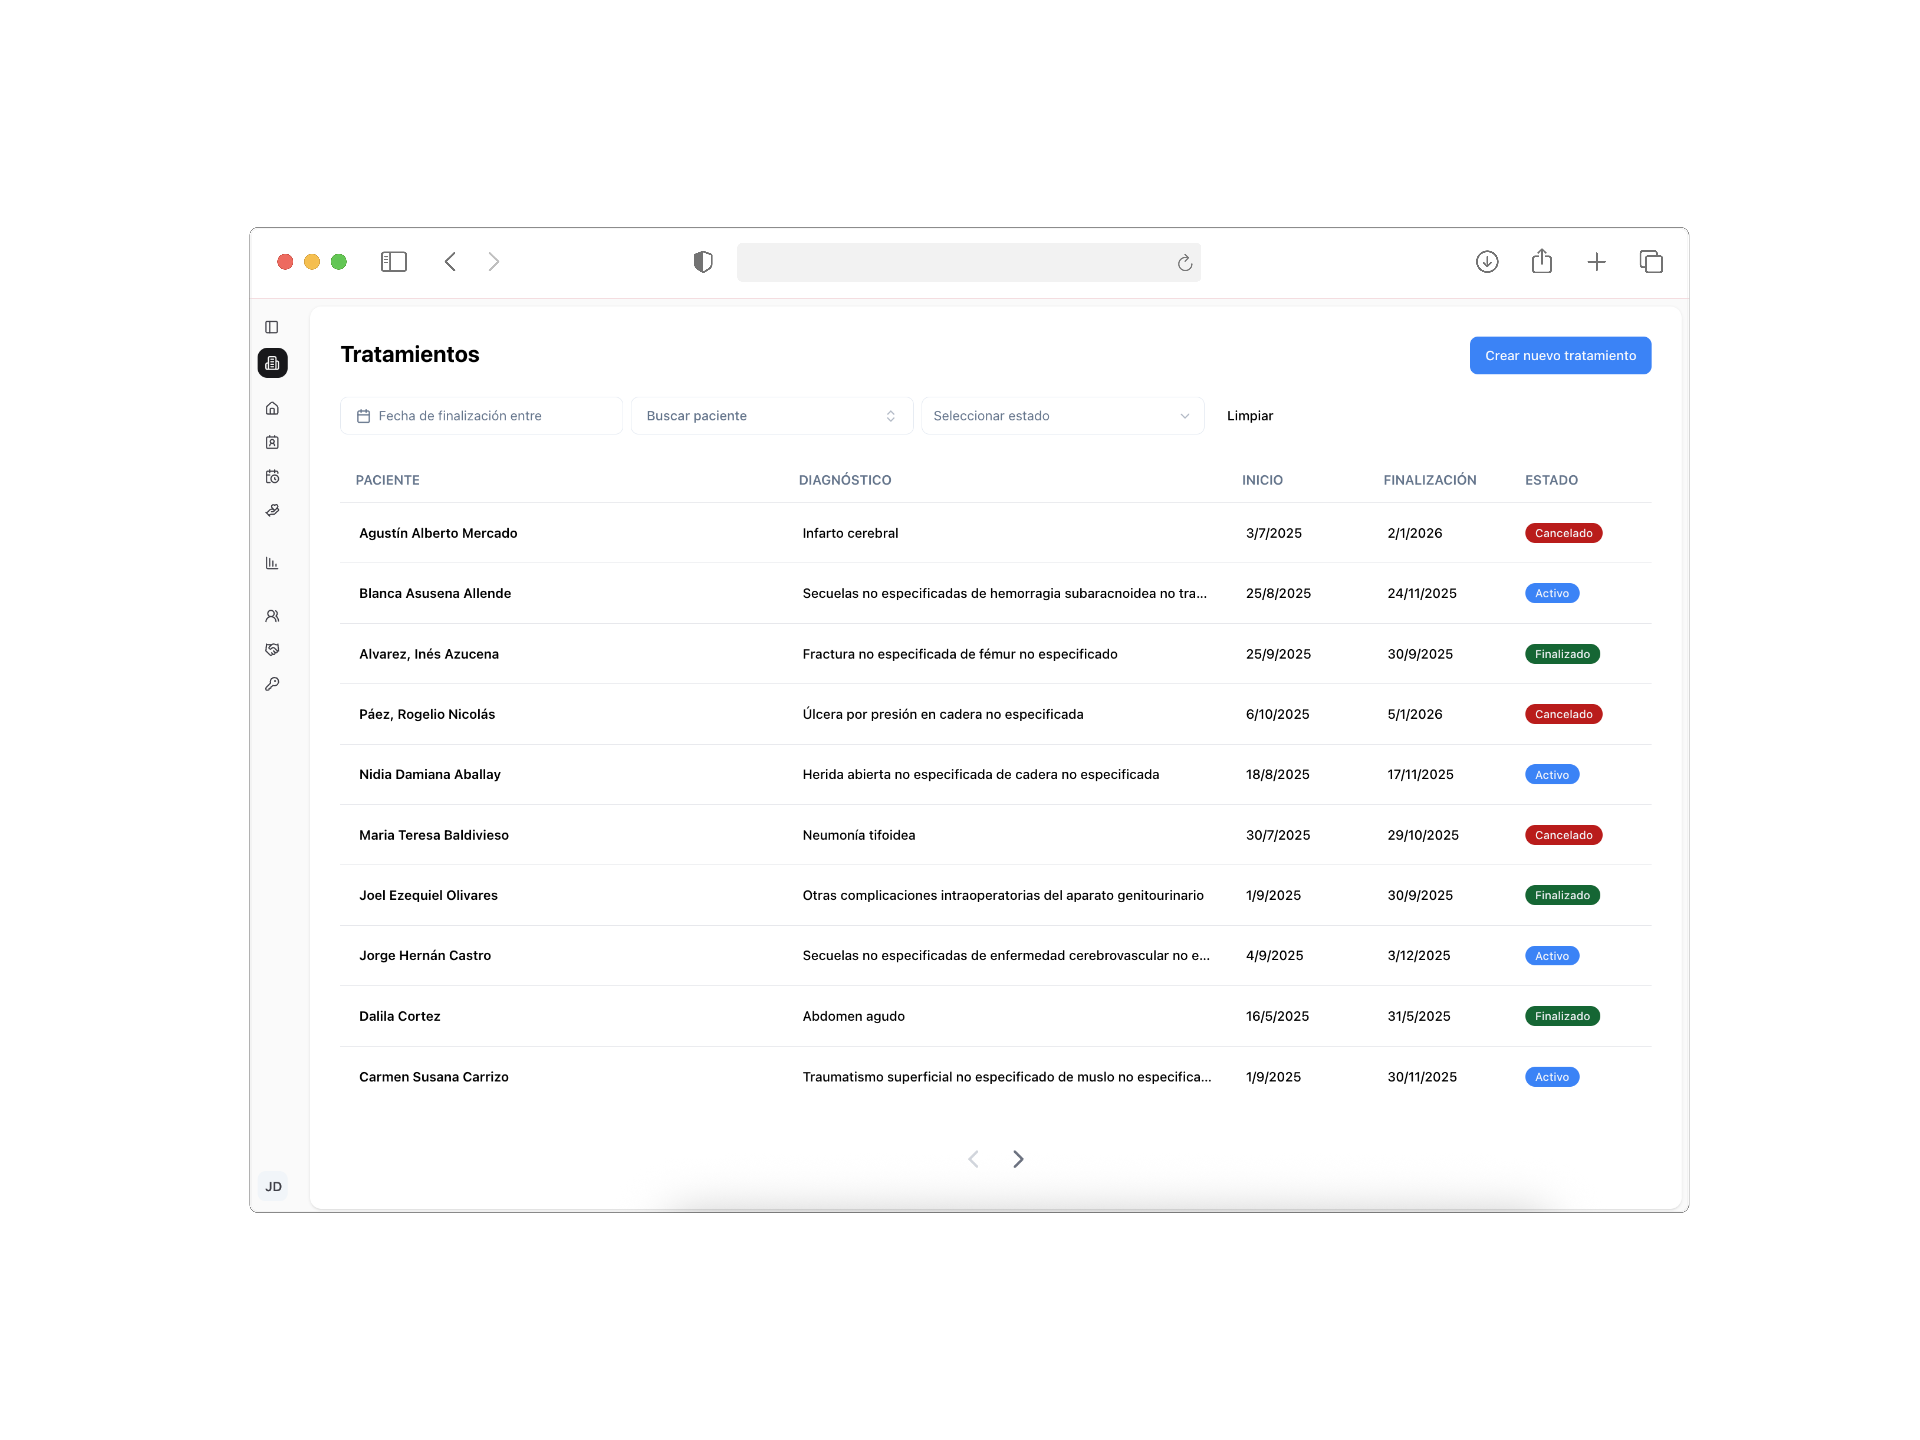 Tratamientos
Crear nuevo tratamiento
Fecha de finalización entre
Buscar paciente
Seleccionar estado
Limpiar
PACIENTE DIAGNÓSTICO INICIO FINALIZACIÓN ESTADO
Agustín Alberto Mercado Infarto cerebral 3/7/2025 2/1/2026 Cancelado
Blanca Asusena Allende Secuelas no especificadas de hemorragia subaracnoidea no tra... 25/8/2025 24/11/2025 Activo
Alvarez, Inés Azucena Fractura no especificada de fémur no especificado 25/9/2025 30/9/2025 Finalizado
Páez, Rogelio Nicolás Úlcera por presión en cadera no especificada 6/10/2025 5/1/2026 Cancelado
Nidia Damiana Aballay Herida abierta no especificada de cadera no especificada 18/8/2025 17/11/2025 Activo
Maria Teresa Baldivieso Neumonía tifoidea 30/7/2025 29/10/2025 Cancelado
Joel Ezequiel Olivares Otras complicaciones intraoperatorias del aparato genitourinario 1/9/2025 30/9/2025 Finalizado
Jorge Hernán Castro Secuelas no especificadas de enfermedad cerebrovascular no e... 4/9/2025 3/12/2025 Activo
Dalila Cortez Abdomen agudo 16/5/2025 31/5/2025 Finalizado
Carmen Susana Carrizo Traumatismo superficial no especificado de muslo no especifica... 1/9/2025 30/11/2025 Activo
JD